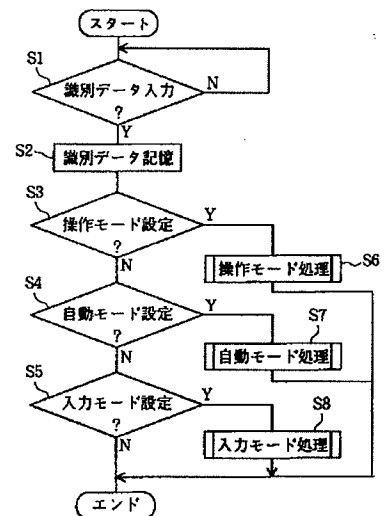 スタート
S1
識別データ入力
?
N
Y
S2
識別データ記憶
S3
操作モード設定
?
Y
N
操作モード処理
S6
S4
自動モード設定
?
Y
N
S7
自動モード処理
S5
入力モード設定
?
Y
N
S8
入力モード処理
エンド